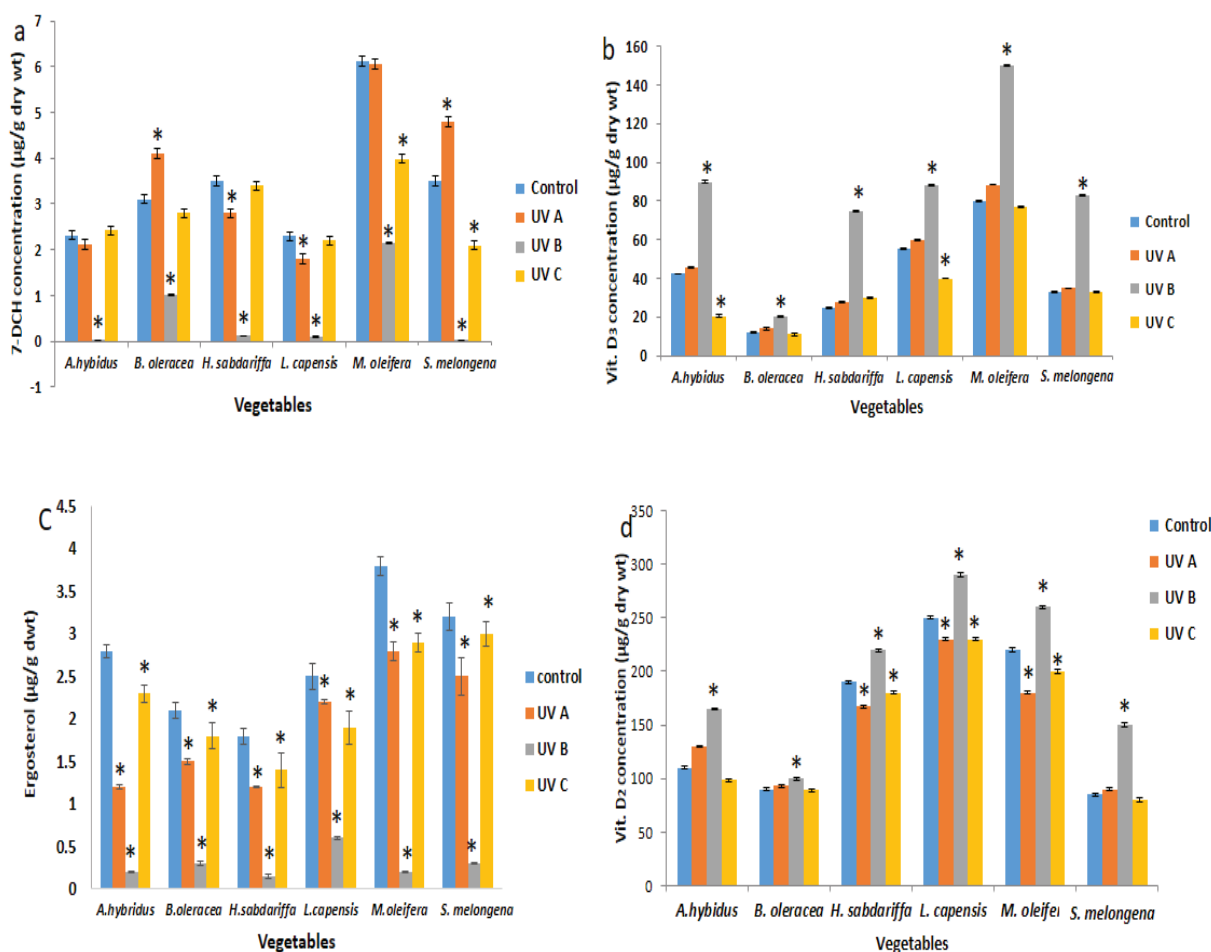 a
7-DCH concentration (µg/g dry wt)
7
6
5
4
3
2
1
0
-1
* * * * * * * * * * *
A.hybidus B. oleracea H. sabdariffa L. capensis M. oleifera S. melongena
Vegetables
Control
UV A
UV B
UV C
b
Vit. D3 concentration (µg/g dry wt)
160
140
120
100
80
60
40
20
0
* * * * * * * *
A.hybidus B. oleracea H. sabdariffa L. capensis M. oleifera S. melongena
Vegetables
Control
UV A
UV B
UV C
C
Ergosterol (µg/g dwt)
4.5
4
3.5
3
2.5
2
1.5
1
0.5
0
* * * * * * * * * * * * * * * * * *
A.hybridus B.oleracea H.sabdariffa L.capensis M.oleifera S. melongena
Vegetables
control
UV A
UV B
UV C
d
Vit. D2 concentration (µg/g dry wt)
350
300
250
200
150
100
50
0
* * * * * * * * * * * *
A.hybidus B. oleracea H. sabdariffa L. capensis M. oleifer S. melongena
Vegetables
Control
UV A
UV B
UV C